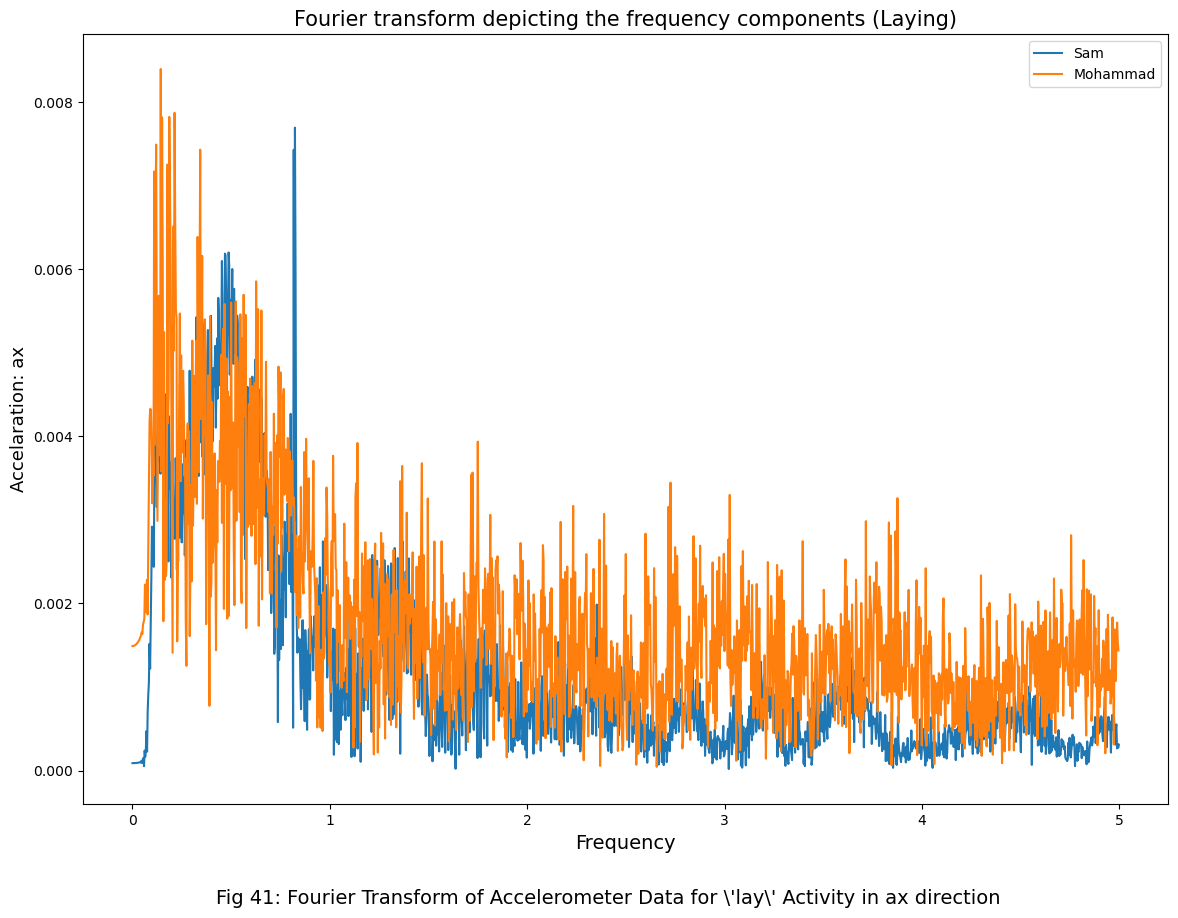 Fourier transform depicting the frequency components (Laying)
Sam
Mohammad
0.008
0.006
0.004
0.002
0.000
Accelaration: ax
0
1
2
3
4
5
Frequency
Fig 41: Fourier Transform of Accelerometer Data for \'lay\' Activity in ax direction